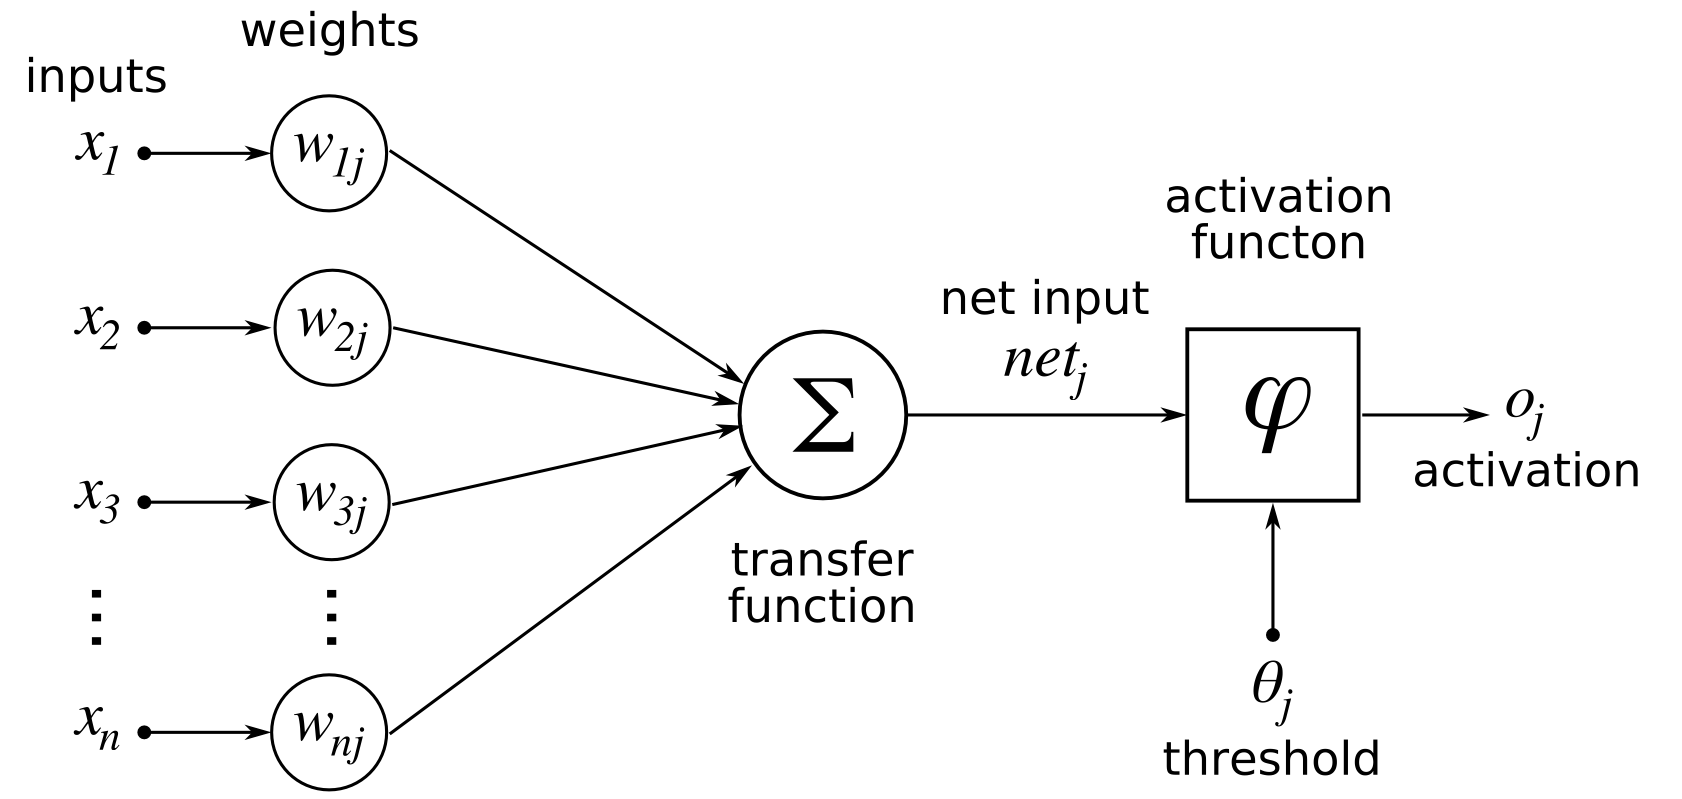 weights
inputs
x1
w1j
x2
w2j
x3
w3j
⋮ ⋮
xn
wnj
Σ
transfer
function
net input
netj
activation
functon
φ
oj
activation
θj
threshold